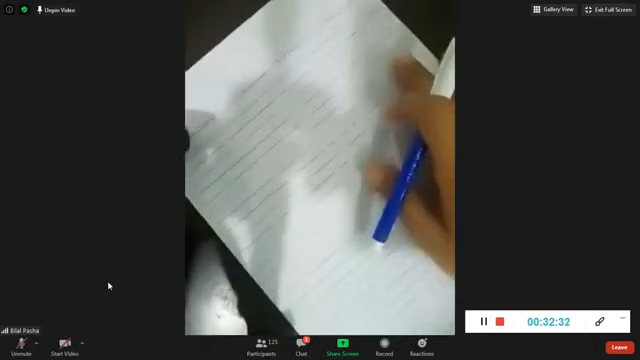 Unpin Video
Gallery View
Exit Full Screen
Bilal Pasha
00:32:32
Unmute
Start Video
Participants
125
Chat
Share Screen
Record
Reactions
Leave